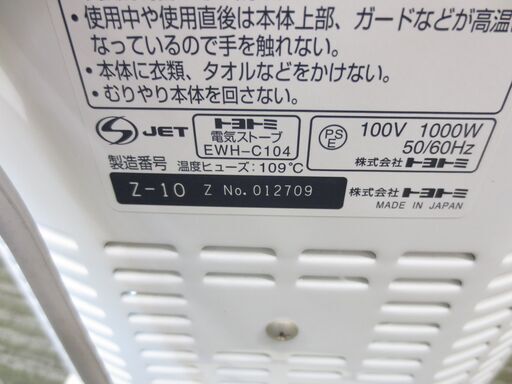 ・使用中や使用直後は本体上部、ガードなどが高温に
なっているので手を触れない。
・本体に衣類、タオルなどをかけない。
・むりやり本体を回さない。
S JET
トヨトミ
電気ストーブ
EWH-C104
温度ヒューズ:109℃
PS
E
100V 1000W
50/60Hz
株式会社トヨトミ
製造番号
Z-10 Z No. 012709
株式会社トヨトミ
MADE IN JAPAN